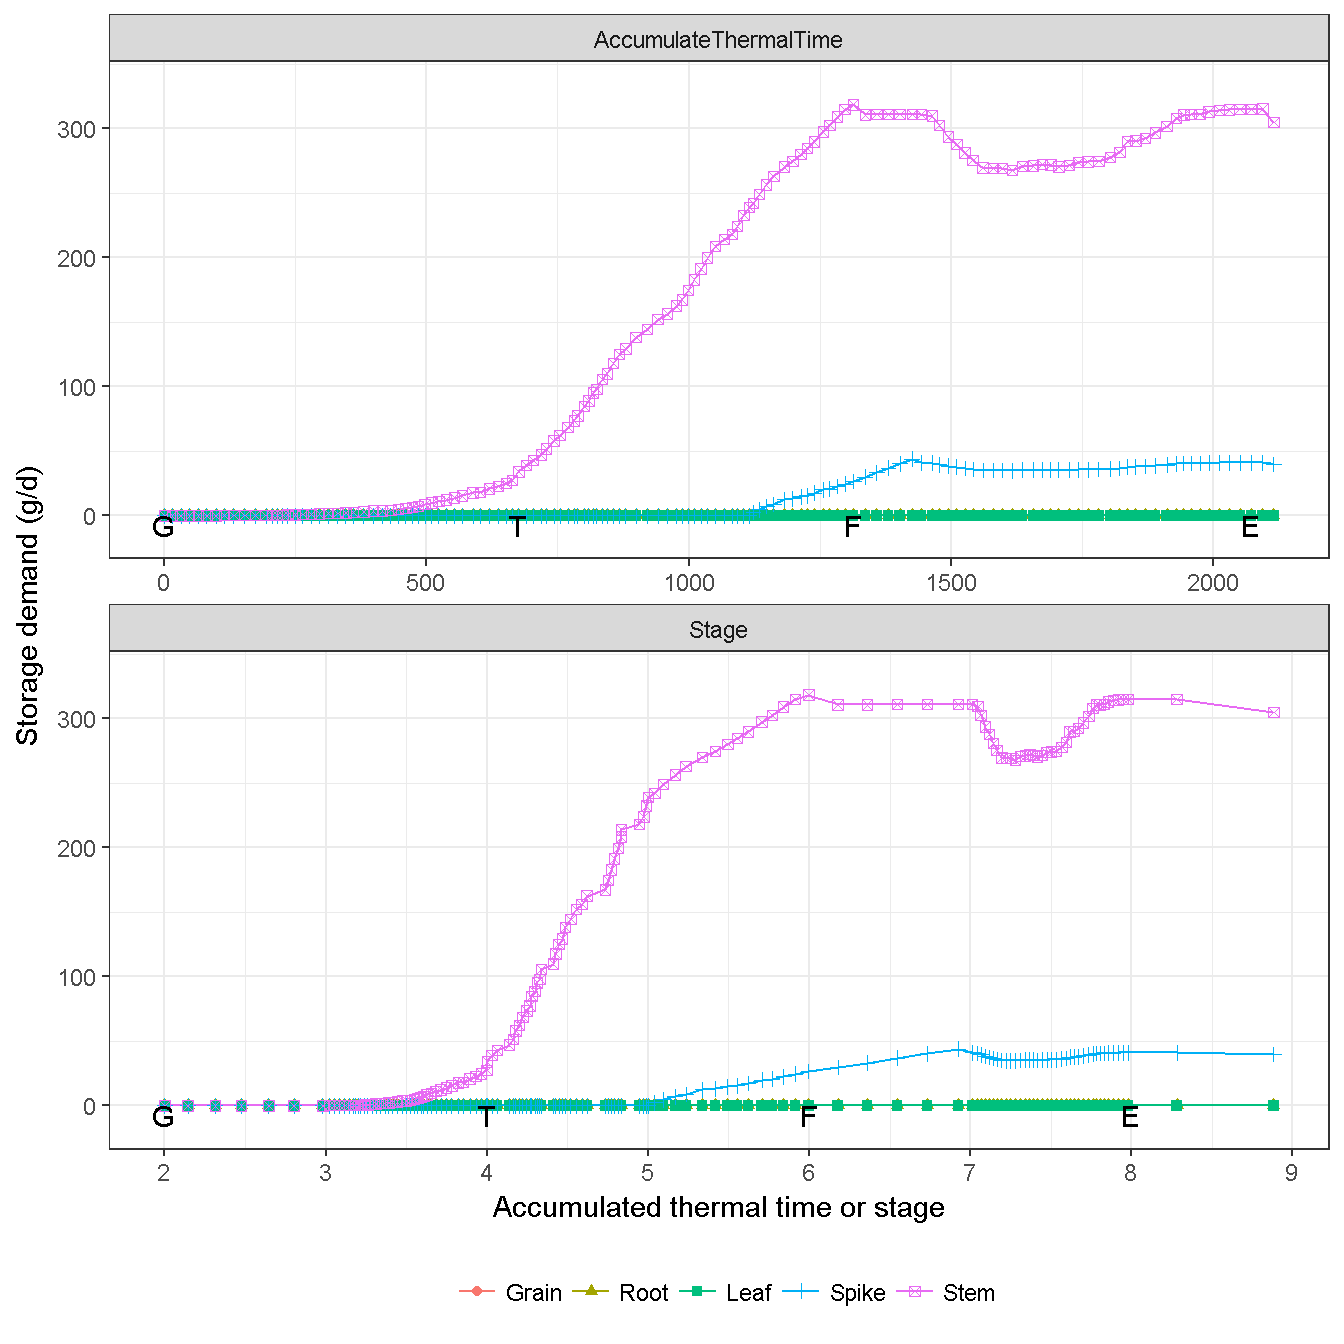 AccumulateThermalTime
300
200
100
0
G T F E
0 500 1000 1500 2000
Storage demand (g/d)
Stage
300
200
100
0
G T F E
2 3 4 5 6 7 8 9
Accumulated thermal time or stage
Grain Root Leaf Spike Stem